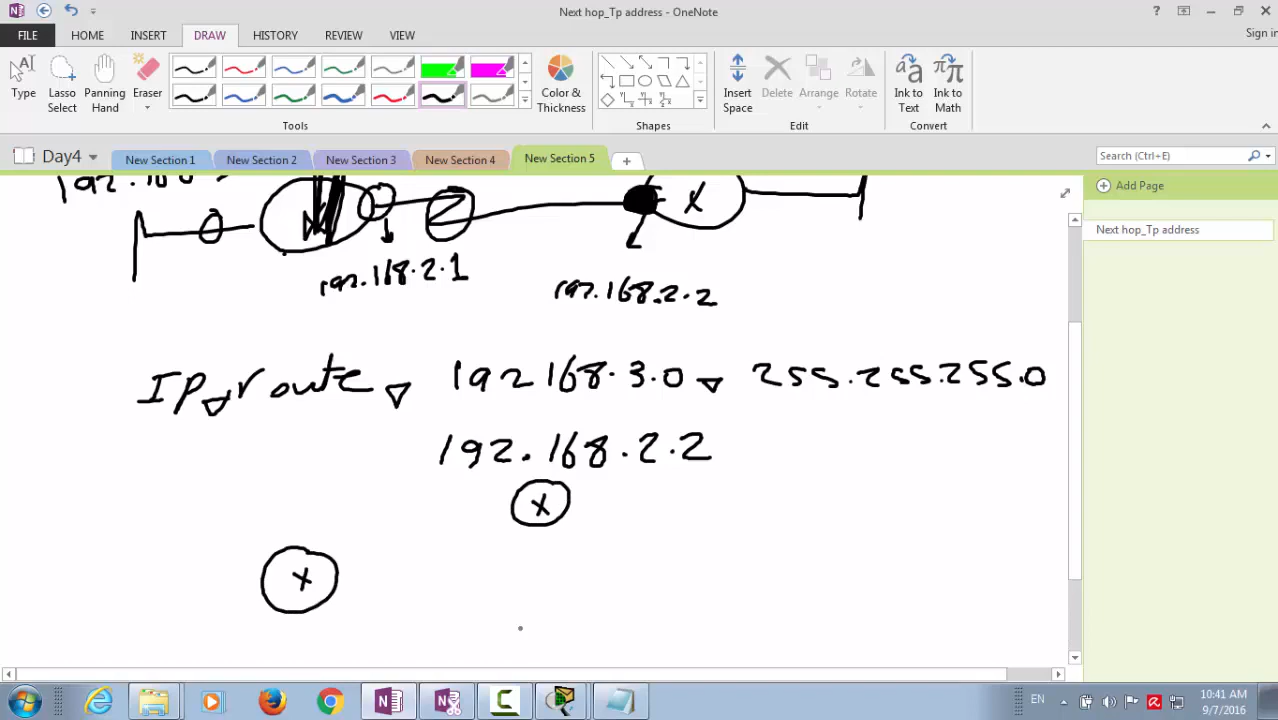 Next hop_Tp address - OneNote
FILE HOME INSERT DRAW HISTORY REVIEW VIEW Sign in
Type Lasso Select Panning Hand Eraser Color & Thickness Insert Space Delete Arrange Rotate Ink to Text Ink to Math
Tools Shapes Edit Convert
Day4 New Section 1 New Section 2 New Section 3 New Section 4 New Section 5 Search (Ctrl+E)
Add Page
Next hop_Tp address
X
192.168.2.1
192.168.2.2
IP route 192 168.3.0 255.255.255.0
192.168.2.2
X
X
EN 10:41 AM
9/7/2016